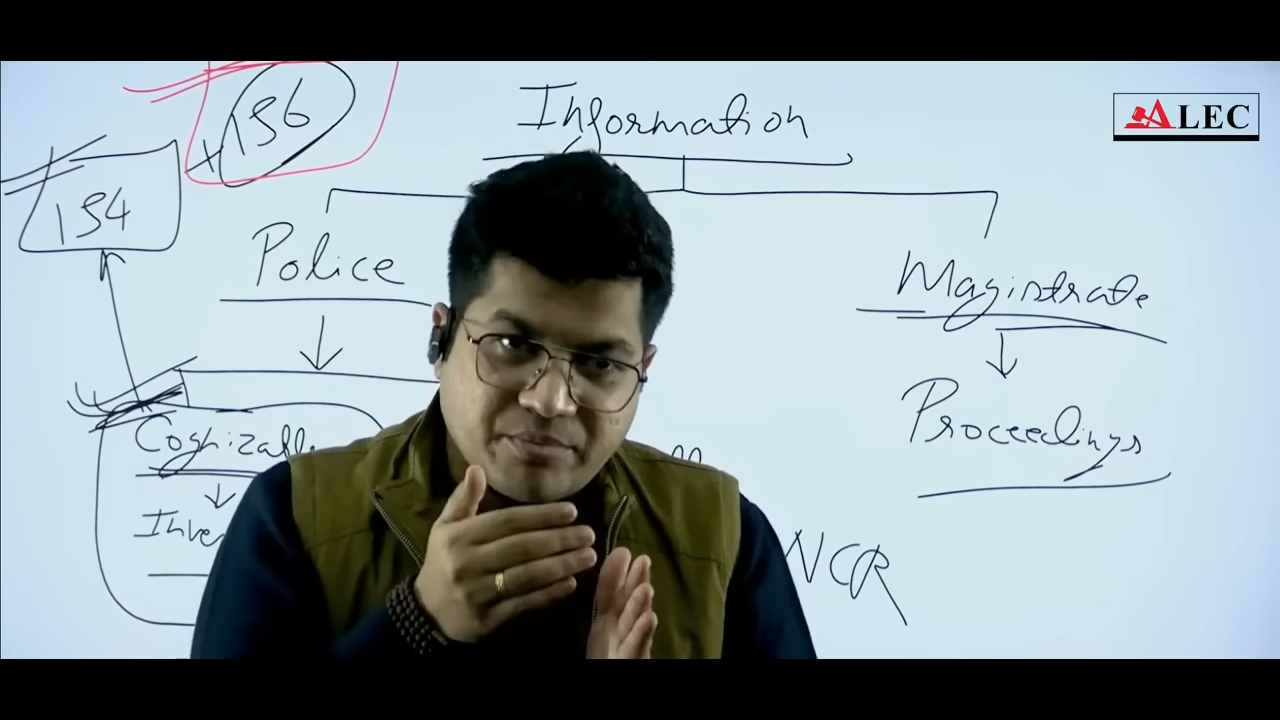 156
Information
ALEC
154
Police
Magistrate
Proceedings
NCR